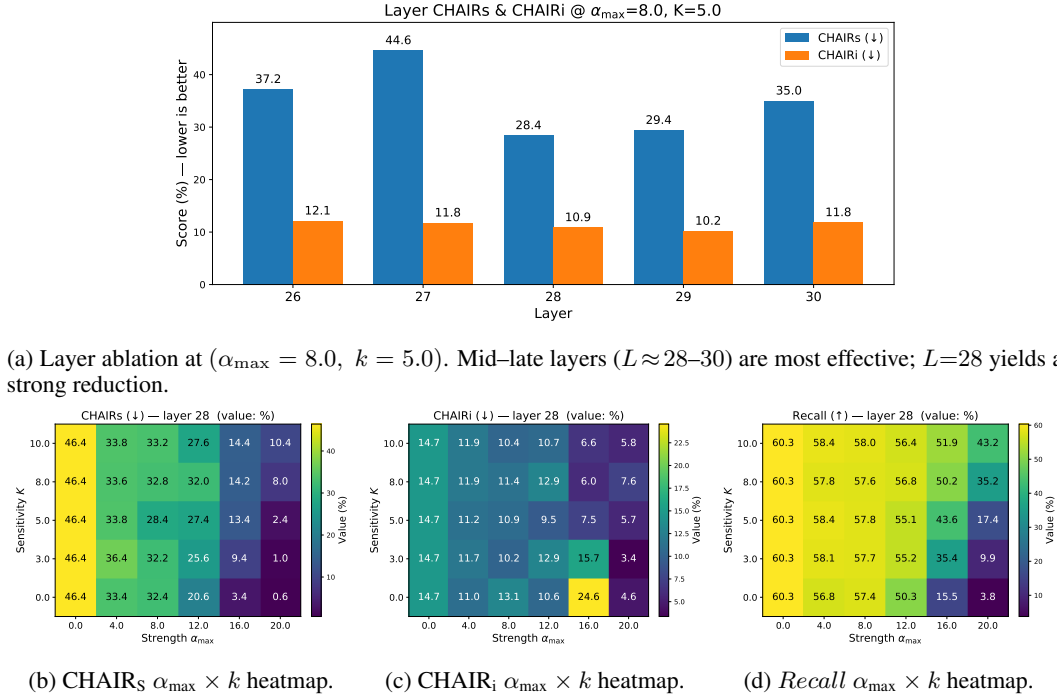 Layer CHAIRs & CHAIRi @ α_max=8.0, K=5.0
Score (%) — lower is better
CHAIRs (↓)
CHAIRi (↓)
40
30
20
10
0
37.2
12.1
44.6
11.8
28.4
10.9
29.4
10.2
35.0
11.8
26 27 28 29 30
Layer
(a) Layer ablation at (α_max = 8.0, k = 5.0). Mid–late layers (L≈28–30) are most effective; L=28 yields a
strong reduction.
CHAIRs (↓) — layer 28 (value: %)
Sensitivity K
10.0 46.4 33.8 33.2 27.6 14.4 10.4
8.0 46.4 33.6 32.8 32.0 14.2 8.0
5.0 46.4 33.8 28.4 27.4 13.4 2.4
3.0 46.4 36.4 32.2 25.6 9.4 1.0
0.0 46.4 33.4 32.4 20.6 3.4 0.6
0.0 4.0 8.0 12.0 16.0 20.0
Strength α_max
40
30
20
10
Value (%)
CHAIRi (↓) — layer 28 (value: %)
Sensitivity K
10.0 14.7 11.9 10.4 10.7 6.6 5.8
8.0 14.7 11.9 11.4 12.9 6.0 7.6
5.0 14.7 11.2 10.9 9.5 7.5 5.7
3.0 14.7 11.7 10.2 12.9 15.7 3.4
0.0 14.7 11.0 13.1 10.6 24.6 4.6
0.0 4.0 8.0 12.0 16.0 20.0
Strength α_max
22.5
20.0
17.5
15.0
12.5
10.0
7.5
5.0
Value (%)
Recall (↑) — layer 28 (value: %)
Sensitivity K
10.0 60.3 58.4 58.0 56.4 51.9 43.2
8.0 60.3 57.8 57.6 56.8 50.2 35.2
5.0 60.3 58.4 57.8 55.1 43.6 17.4
3.0 60.3 58.1 57.7 55.2 35.4 9.9
0.0 60.3 56.8 57.4 50.3 15.5 3.8
0.0 4.0 8.0 12.0 16.0 20.0
Strength α_max
60
50
40
30
20
10
Value (%)
(b) CHAIR_S α_max × k heatmap.
(c) CHAIR_i α_max × k heatmap.
(d) Recall α_max × k heatmap.